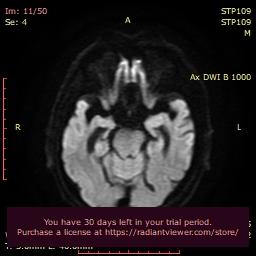 Im: 11/50
Se: 4
STP109
STP109
M
A
Ax DWI B 1000
R
L
You have 30 days left in your trial period.
Purchase a license at https://radiantviewer.com/store/